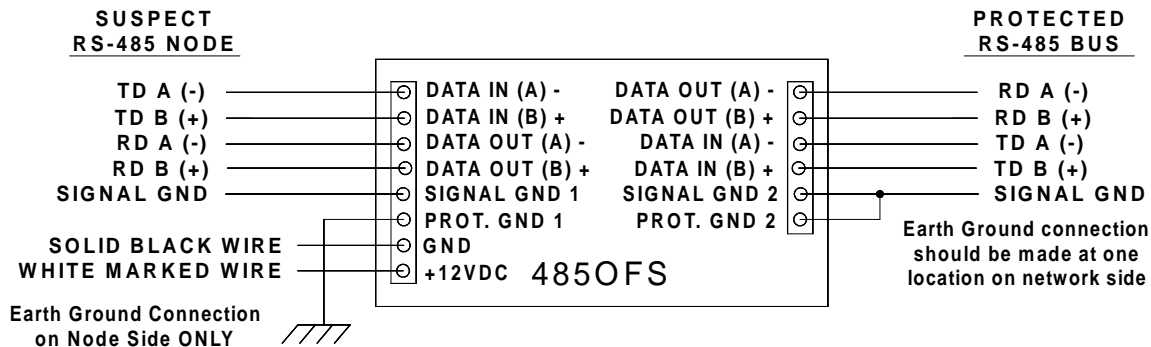 SUSPECT
RS-485 NODE
PROTECTED
RS-485 BUS
TD A (-)
DATA IN (A) -
DATA OUT (A) -
RD A (-)
TD B (+)
DATA IN (B) +
DATA OUT (B) +
RD B (+)
RD A (-)
DATA OUT (A) -
DATA IN (A) -
TD A (-)
RD B (+)
DATA OUT (B) +
DATA IN (B) +
TD B (+)
SIGNAL GND
SIGNAL GND 1
SIGNAL GND 2
SIGNAL GND
PROT. GND 1
PROT. GND 2
SOLID BLACK WIRE
GND
WHITE MARKED WIRE
+12VDC
485OFS
Earth Ground connection
should be made at one
location on network side
Earth Ground Connection
on Node Side ONLY